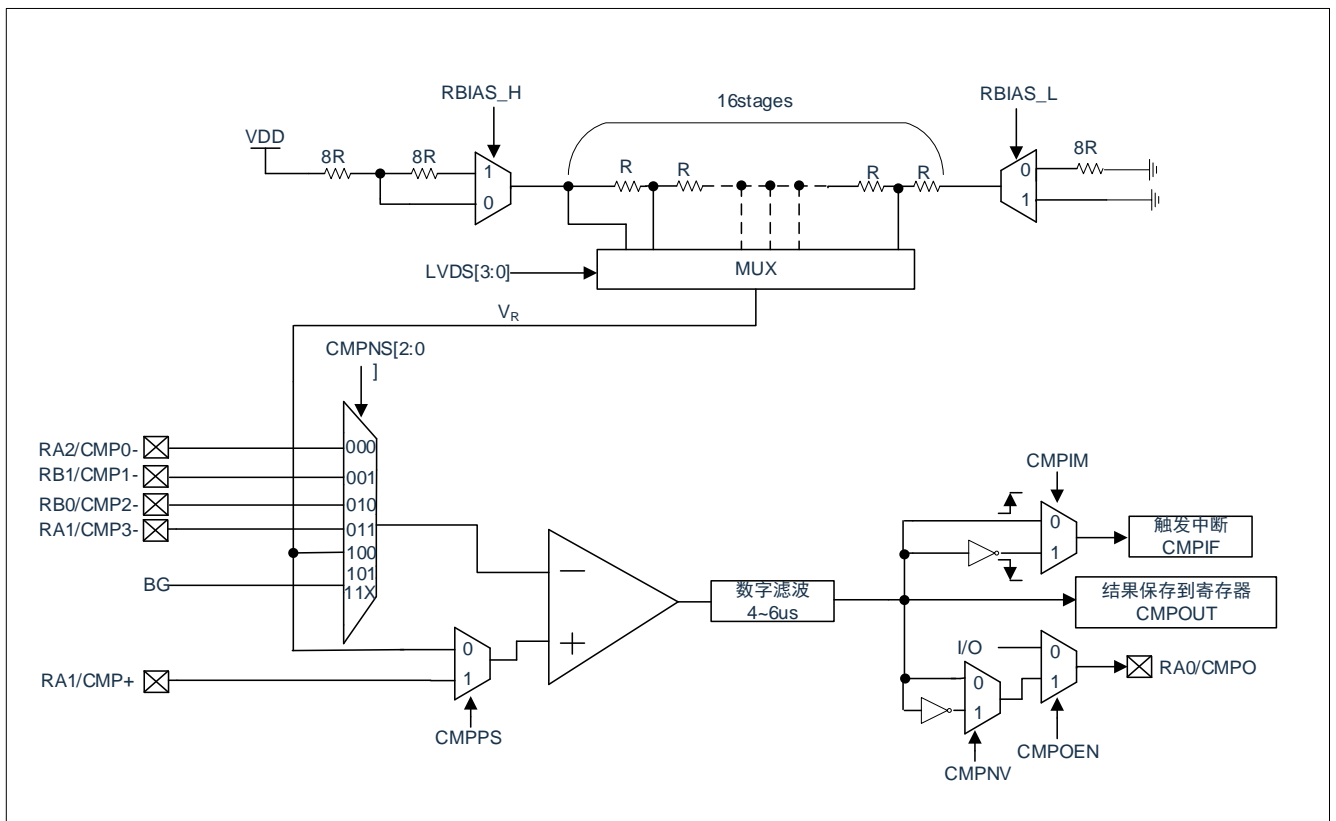 RBIAS_H
16stages
RBIAS_L
VDD
8R
8R
1
0
R
R
R
R
0
1
8R
LVDS[3:0]
MUX
VR
CMPNS[2:0
]
RA2/CMP0-
000
RB1/CMP1-
001
RB0/CMP2-
010
RA1/CMP3-
011
100
101
BG
11X
RA1/CMP+
0
1
CMPPS
数字滤波
4~6us
CMPIM
0
1
触发中断
CMPIF
结果保存到寄存器
CMPOUT
I/O
0
1
0
1
RA0/CMPO
CMPNV
CMPOEN